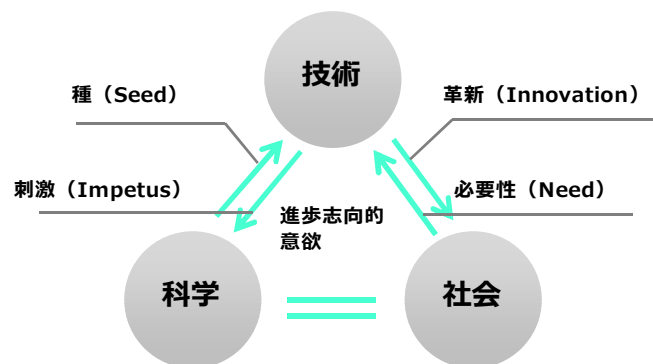 技術
種（Seed）
革新（Innovation）
刺激（Impetus）
必要性（Need）
進歩志向的
意欲
科学
社会